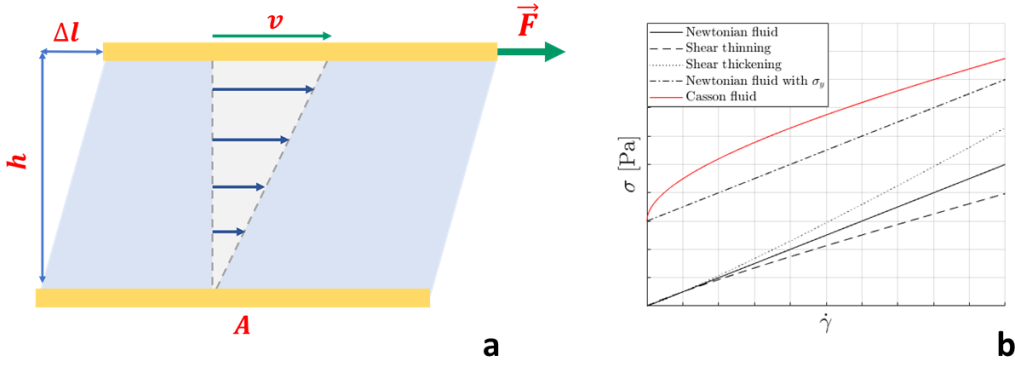 Δl
v
F
h
A
a
Newtonian fluid
Shear thinning
Shear thickening
Newtonian fluid with σy
Casson fluid
σ [Pa]
γ̇
b